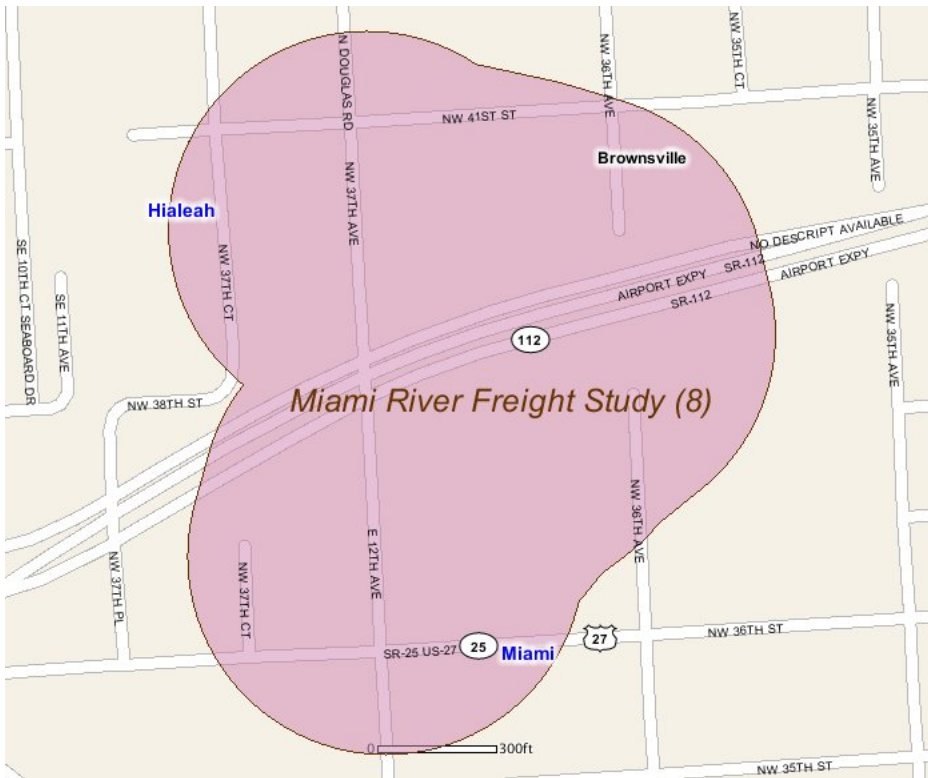 N DOUGLAS RD
NW 36TH AVE
NW 35TH CT
NW 41ST ST
NW 35TH AVE
Brownsville
NW 37TH AVE
Hialeah
SE 10TH CT SEABOARD DR
NW 37TH CT
NO DESCRIPT AVAILABLE
SR-112
AIRPORT EXPY
AIRPORT EXPY
SR-112
SE 11TH AVE
112
NW 35TH AVE
NW 38TH ST
Miami River Freight Study (8)
NW 36TH AVE
E 12TH AVE
NW 37TH PL
NW 37TH CT
NW 36TH ST
27
25
SR-25 US-27
Miami
0 300ft
NW 35TH ST